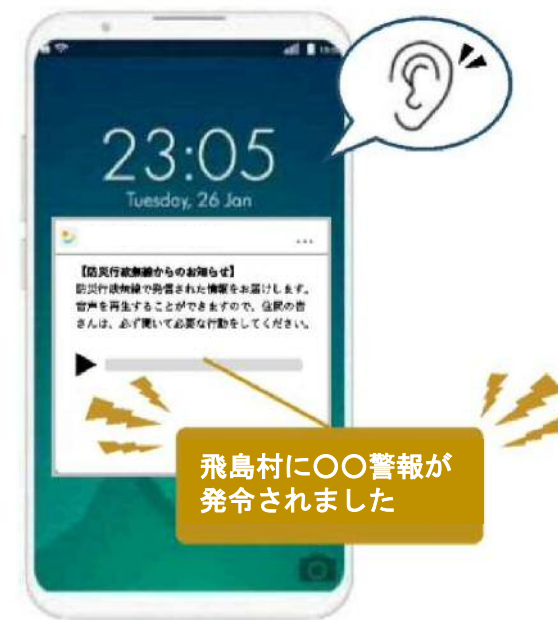 23:05
Tuesday, 26 Jan
【防災行政無線からのお知らせ】
防災行政無線で発信された情報をお届けします。
音声を再生することができますので、住民の皆
さんは、必ず聞いて必要な行動をしてください。
飛島村に〇〇警報が
発令されました